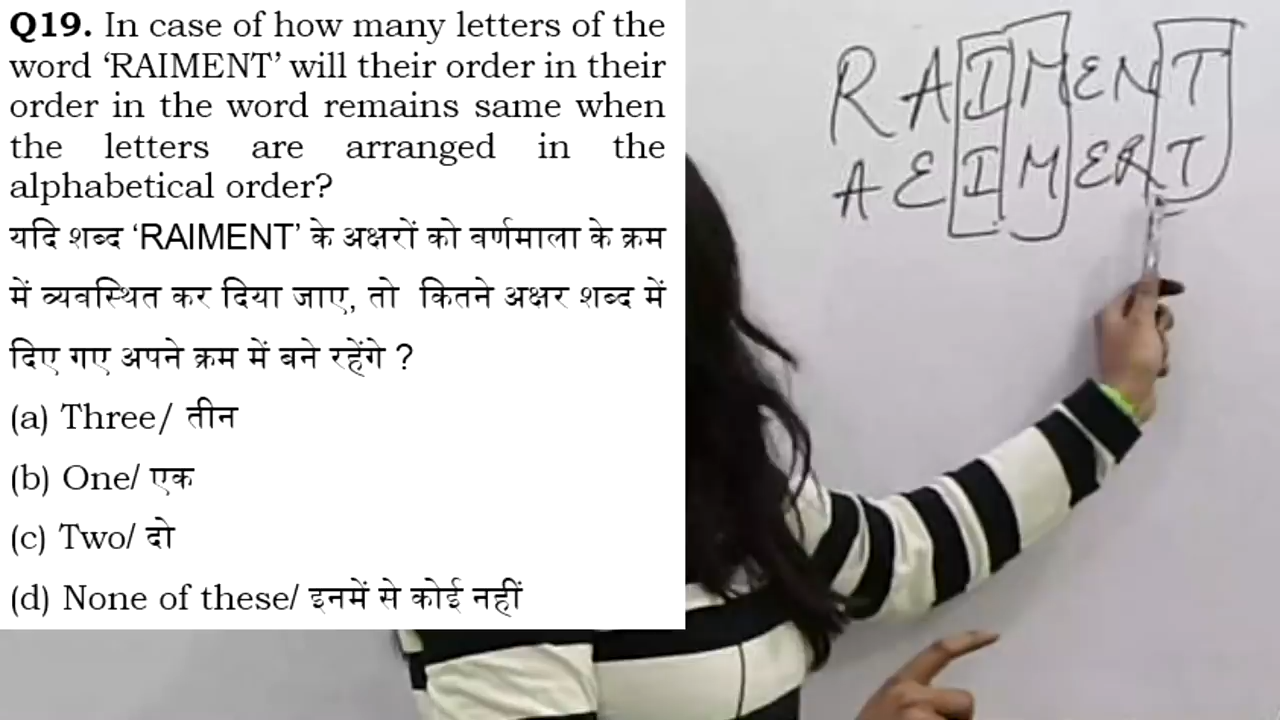 Q19. In case of how many letters of the
word ‘RAIMENT’ will their order in their
order in the word remains same when
the letters are arranged in the
alphabetical order?
यदि शब्द ‘RAIMENT’ के अक्षरों को वर्णमाला के क्रम
में व्यवस्थित कर दिया जाए, तो कितने अक्षर शब्द में
दिए गए अपने क्रम में बने रहेंगे ?
(a) Three/ तीन
(b) One/ एक
(c) Two/ दो
(d) None of these/ इनमें से कोई नहीं
RAIMENT
AEIMERT